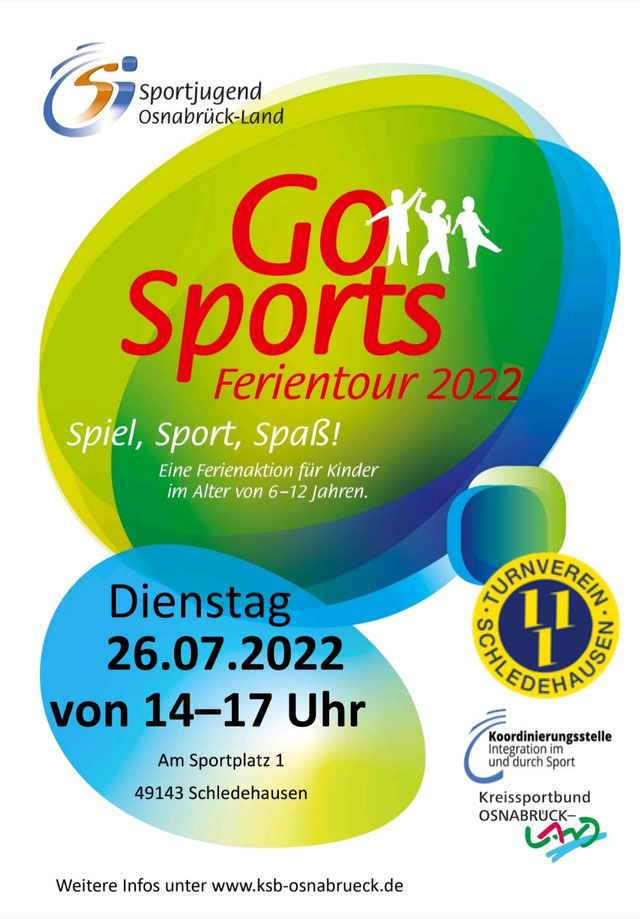 Sportjugend
Osnabrück-Land
Go
Sports
Ferientour 2022
Spiel, Sport, Spaß!
Eine Ferienaktion für Kinder
im Alter von 6–12 Jahren.
Dienstag
26.07.2022
von 14–17 Uhr
Am Sportplatz 1
49143 Schledehausen
· TURNVEREIN ·
SCHLEDEHAUSEN
Koordinierungsstelle
Integration im
und durch Sport
Kreissportbund
OSNABRÜCK–
LAND
Weitere Infos unter www.ksb-osnabrueck.de